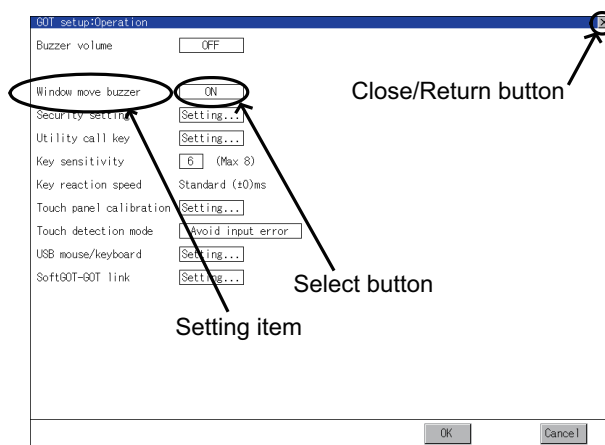 GOT setup:Operation
Buzzer volume OFF
Window move buzzer ON
Close/Return button
Security setting Setting...
Utility call key Setting...
Key sensitivity 6 (Max 8)
Key reaction speed Standard (±0)ms
Touch panel calibration Setting...
Touch detection mode Avoid input error
USB mouse/keyboard Setting...
SoftGOT-GOT link Setting...
Select button
Setting item
OK Cancel